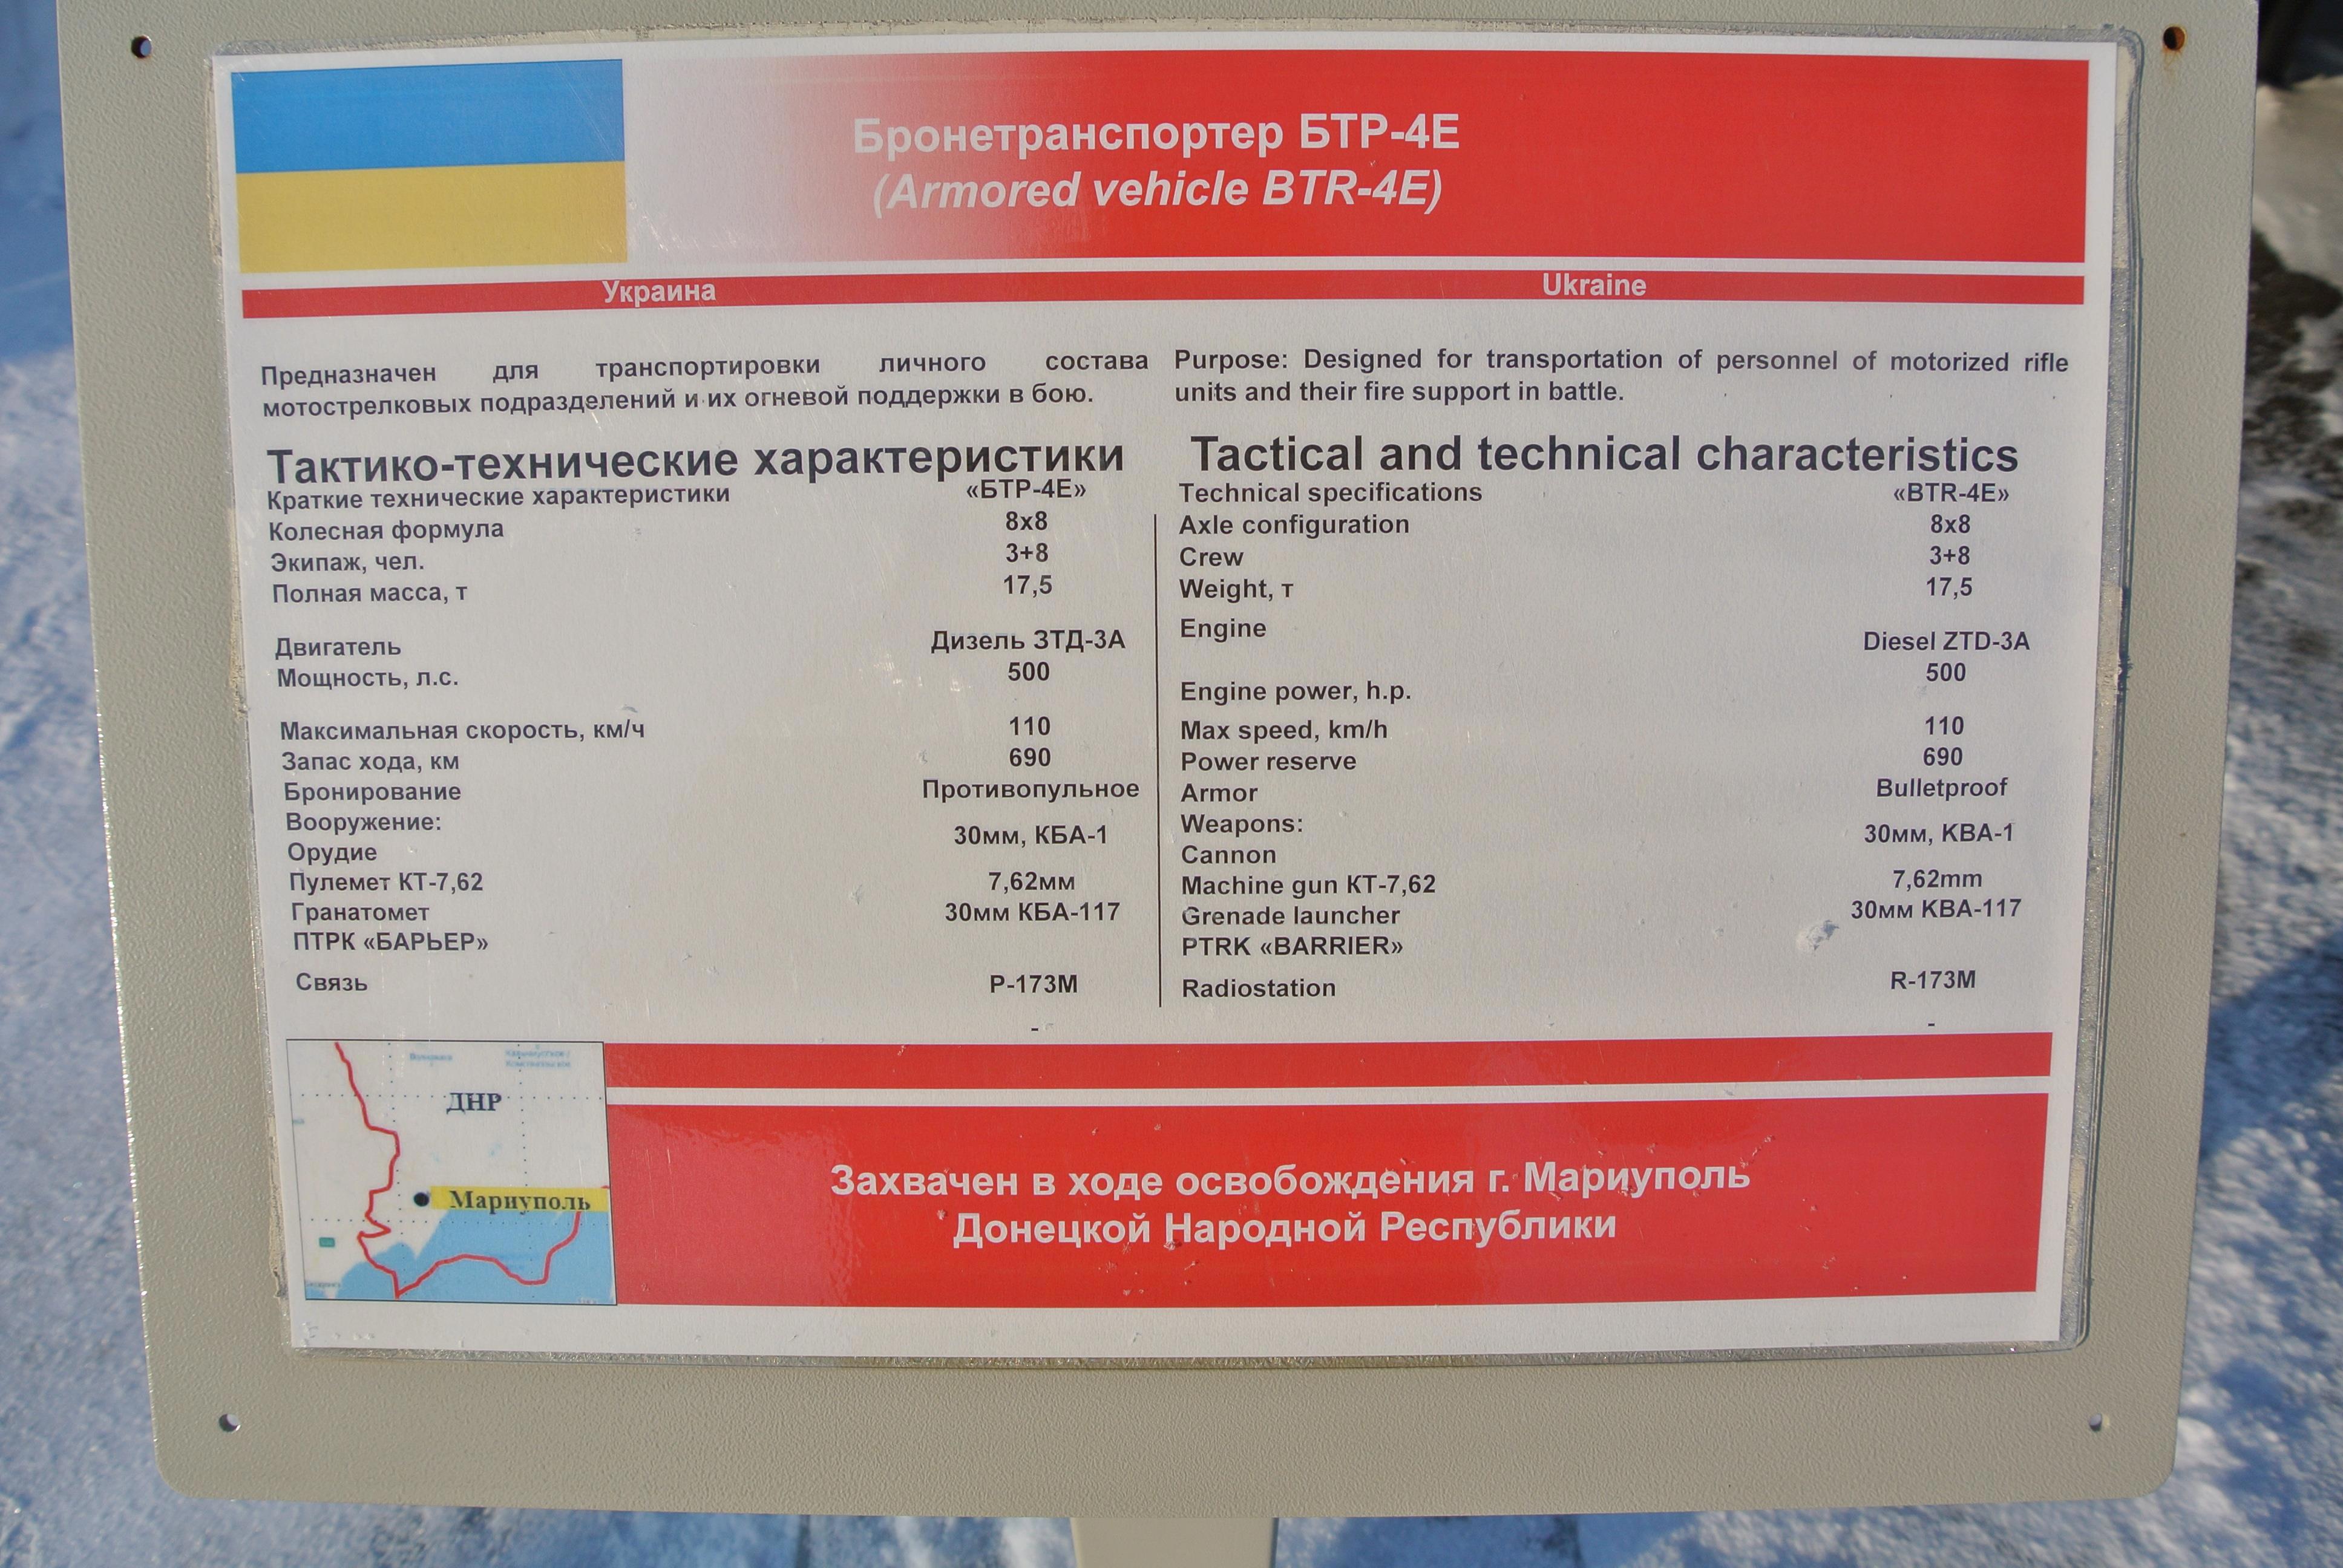 Бронетранспортер БТР-4Е
(Armored vehicle BTR-4E)
Украина
Ukraine
Предназначен для транспортировки личного состава
мотострелковых подразделений и их огневой поддержки в бою.
Purpose: Designed for transportation of personnel of motorized rifle
units and their fire support in battle.
Тактико-технические характеристики
Краткие технические характеристики «БТР-4Е»
Колесная формула 8х8
Экипаж, чел. 3+8
Полная масса, т 17,5
Двигатель Дизель ЗТД-3А
Мощность, л.с. 500
Максимальная скорость, км/ч 110
Запас хода, км 690
Бронирование Противопульное
Вооружение:
Орудие 30мм, КБА-1
Пулемет КТ-7,62 7,62мм
Гранатомет 30мм КБА-117
ПТРК «БАРЬЕР»
Связь Р-173М
-
Tactical and technical characteristics
Technical specifications «BTR-4E»
Axle configuration 8x8
Crew 3+8
Weight, т 17,5
Engine Diesel ZTD-3A
Engine power, h.p. 500
Max speed, km/h 110
Power reserve 690
Armor Bulletproof
Weapons:
Cannon 30мм, KBA-1
Machine gun КТ-7,62 7,62mm
Grenade launcher 30мм KBA-117
PTRK «BARRIER»
Radiostation R-173M
-
ДНР
Мариуполь
Захвачен в ходе освобождения г. Мариуполь
Донецкой Народной Республики